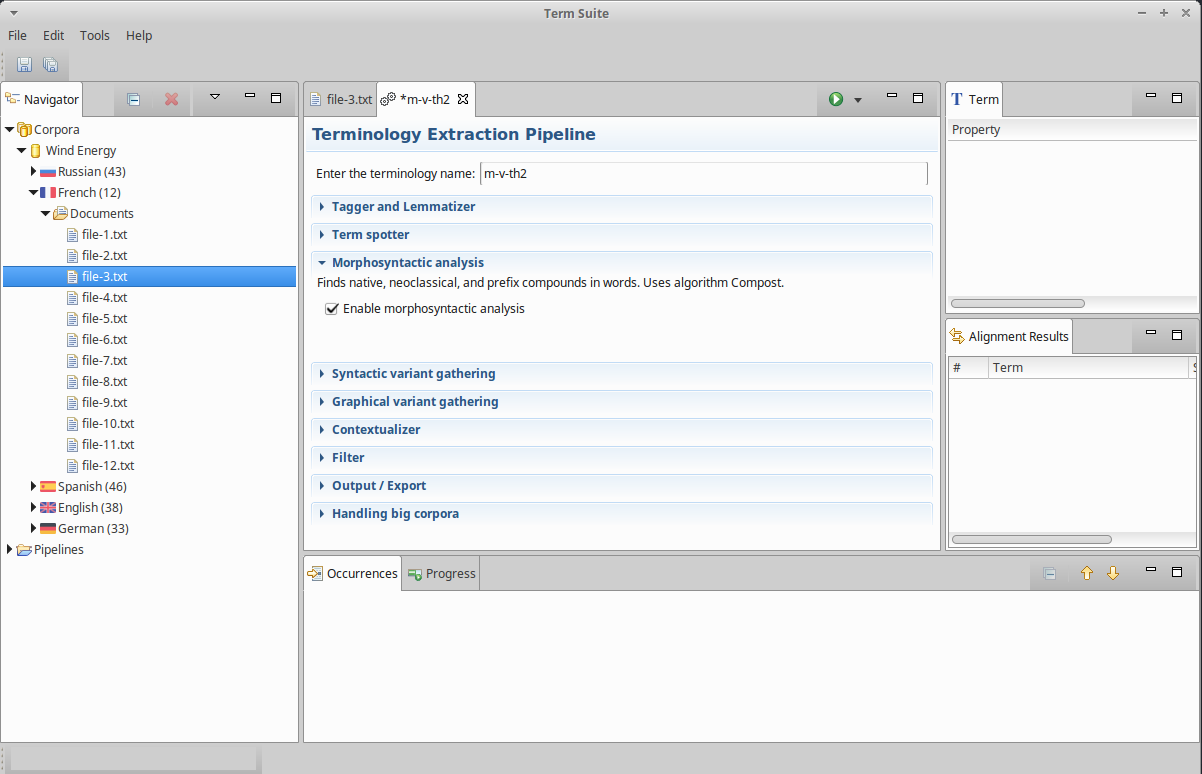 Term Suite
File Edit Tools Help
Navigator
Corpora
Wind Energy
Russian (43)
French (12)
Documents
file-1.txt
file-2.txt
file-3.txt
file-4.txt
file-5.txt
file-6.txt
file-7.txt
file-8.txt
file-9.txt
file-10.txt
file-11.txt
file-12.txt
Spanish (46)
English (38)
German (33)
Pipelines
file-3.txt *m-v-th2
Terminology Extraction Pipeline
Enter the terminology name: m-v-th2
Tagger and Lemmatizer
Term spotter
Morphosyntactic analysis
Finds native, neoclassical, and prefix compounds in words. Uses algorithm Compost.
Enable morphosyntactic analysis
Syntactic variant gathering
Graphical variant gathering
Contextualizer
Filter
Output / Export
Handling big corpora
T Term
Property
Alignment Results
# Term
Occurrences Progress